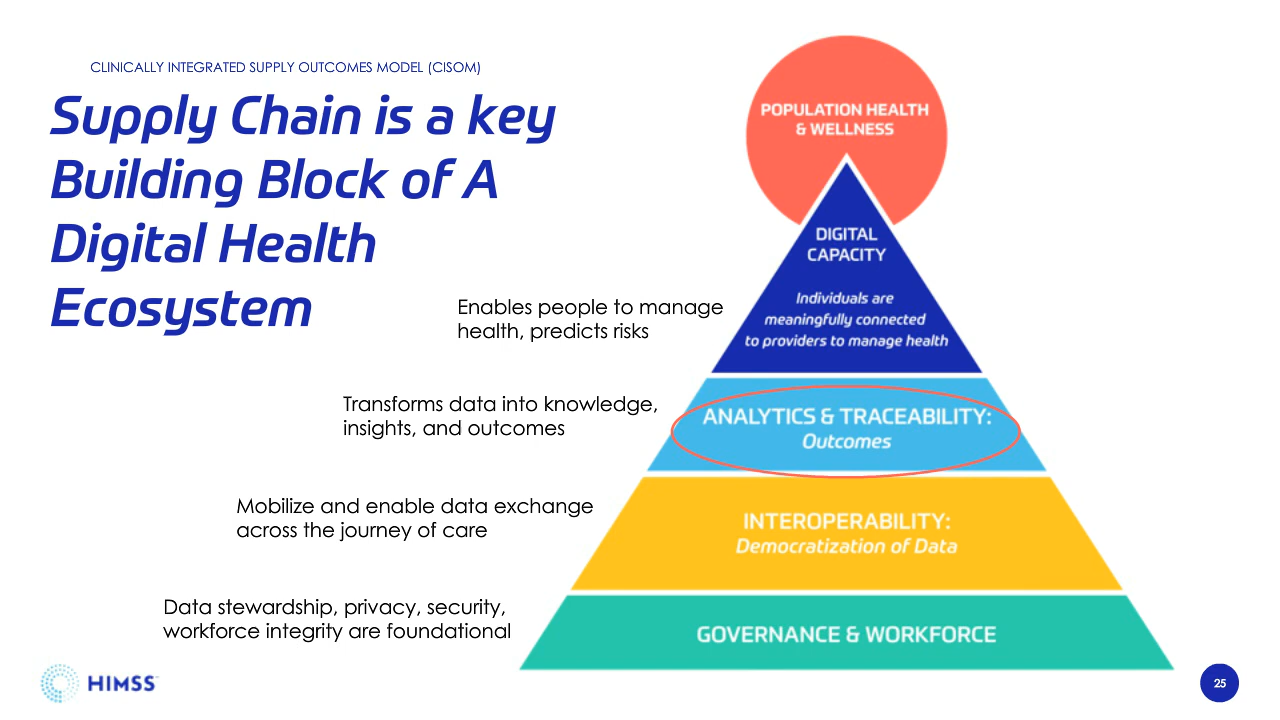 CLINICALLY INTEGRATED SUPPLY OUTCOMES MODEL (CISOM)
Supply Chain is a key
Building Block of A
Digital Health
Ecosystem
POPULATION HEALTH
& WELLNESS
DIGITAL
CAPACITY
Individuals are
meaningfully connected
to providers to manage health
Enables people to manage
health, predicts risks
ANALYTICS & TRACEABILITY:
Outcomes
Transforms data into knowledge,
insights, and outcomes
INTEROPERABILITY:
Democratization of Data
Mobilize and enable data exchange
across the journey of care
GOVERNANCE & WORKFORCE
Data stewardship, privacy, security,
workforce integrity are foundational
HIMSS
25